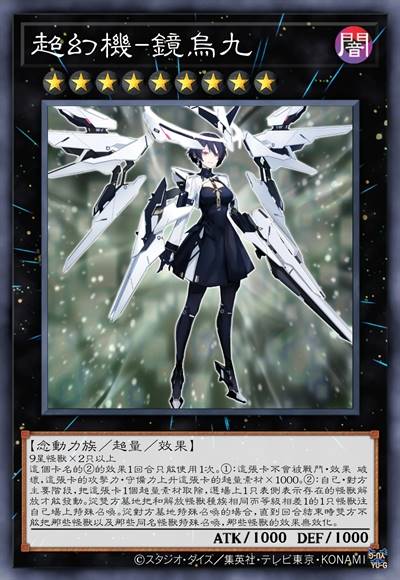 超幻機-鏡烏九
闇
【念動力族／超量／效果】
9星怪獸×2只以上
這個卡名的②的效果1回合只能使用1次。①：這張卡不會被戰鬥·效果 破
壞，這張卡的攻擊力·守備力上升這張卡的超量素材×1000。②：自己·對方
主要階段，把這張卡1個超量素材取除，選場上1只表側表示存在的怪獸解
放才能發動。從雙方墓地把和解放怪獸種族相同而等級相差1的1只怪獸往
自己場上特殊召喚。從對方墓地特殊召喚的場合，直到回合結束時雙方不
能把那些怪獸以及那些同名怪獸特殊召喚，那些怪獸的效果無效化。
ATK/1000 DEF/1000
©スタジオ・ダイス/集英社・テレビ東京・KONAMI